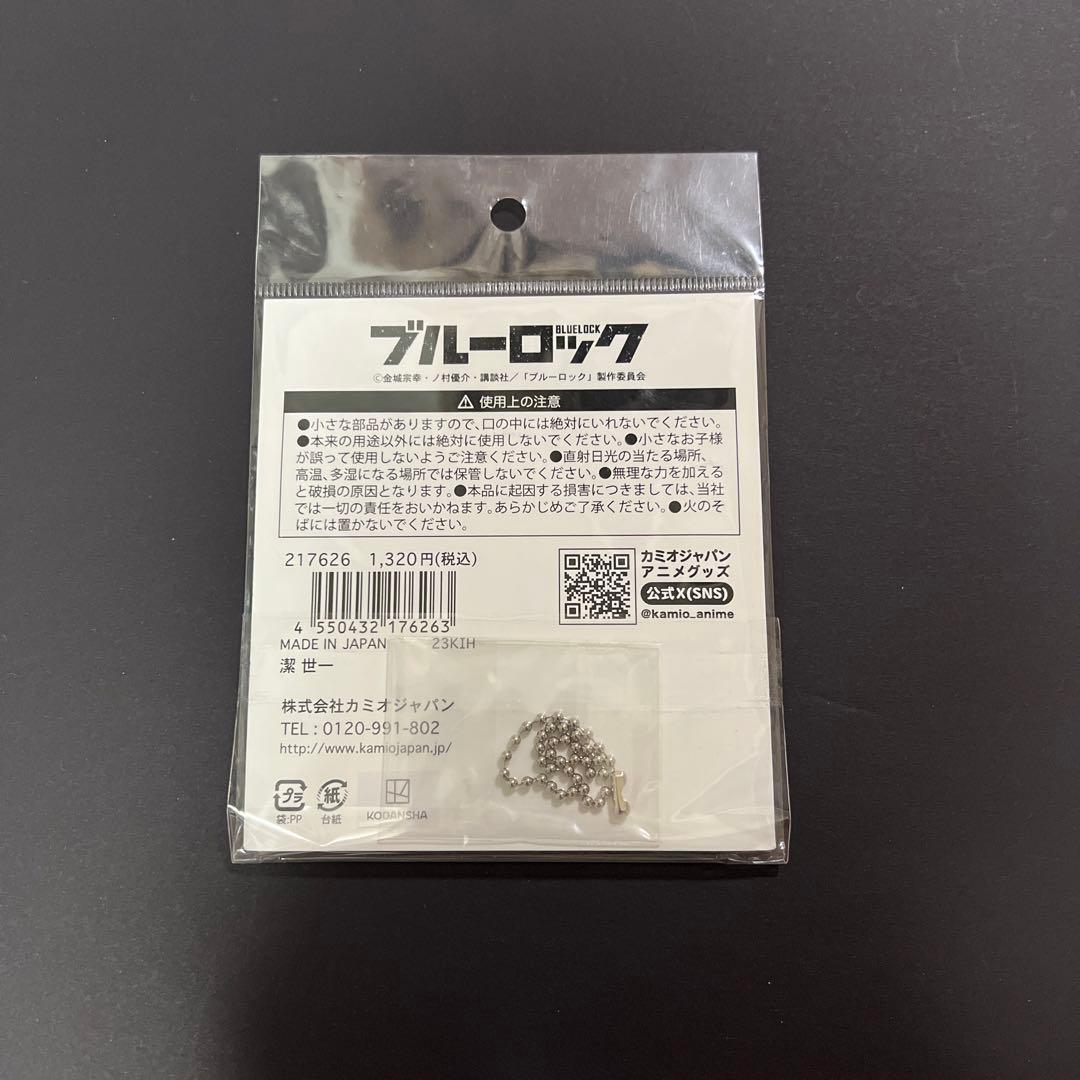 ブルーロック
BLUELOCK
©金城宗幸・ノ村優介・講談社／「ブルーロック」製作委員会
⚠ 使用上の注意
●小さな部品がありますので、口の中には絶対にいれないでください。
●本来の用途以外には絶対に使用しないでください。●小さなお子様
が誤って使用しないようご注意ください。●直射日光の当たる場所、
高温、多湿になる場所では保管しないでください。●無理な力を加える
と破損の原因となります。●本品に起因する損害につきましては、当社
では一切の責任をおいかねます。あらかじめご了承ください。●火のそ
ばには置かないでください。
217626 1,320円(税込)
4 550432 176263
MADE IN JAPAN 23KIH
潔 世一
カミオジャパン
アニメグッズ
公式X(SNS)
@kamio_anime
株式会社カミオジャパン
TEL : 0120-991-802
http://www.kamiojapan.jp/
プラ
袋:PP
紙
台紙
KODANSHA